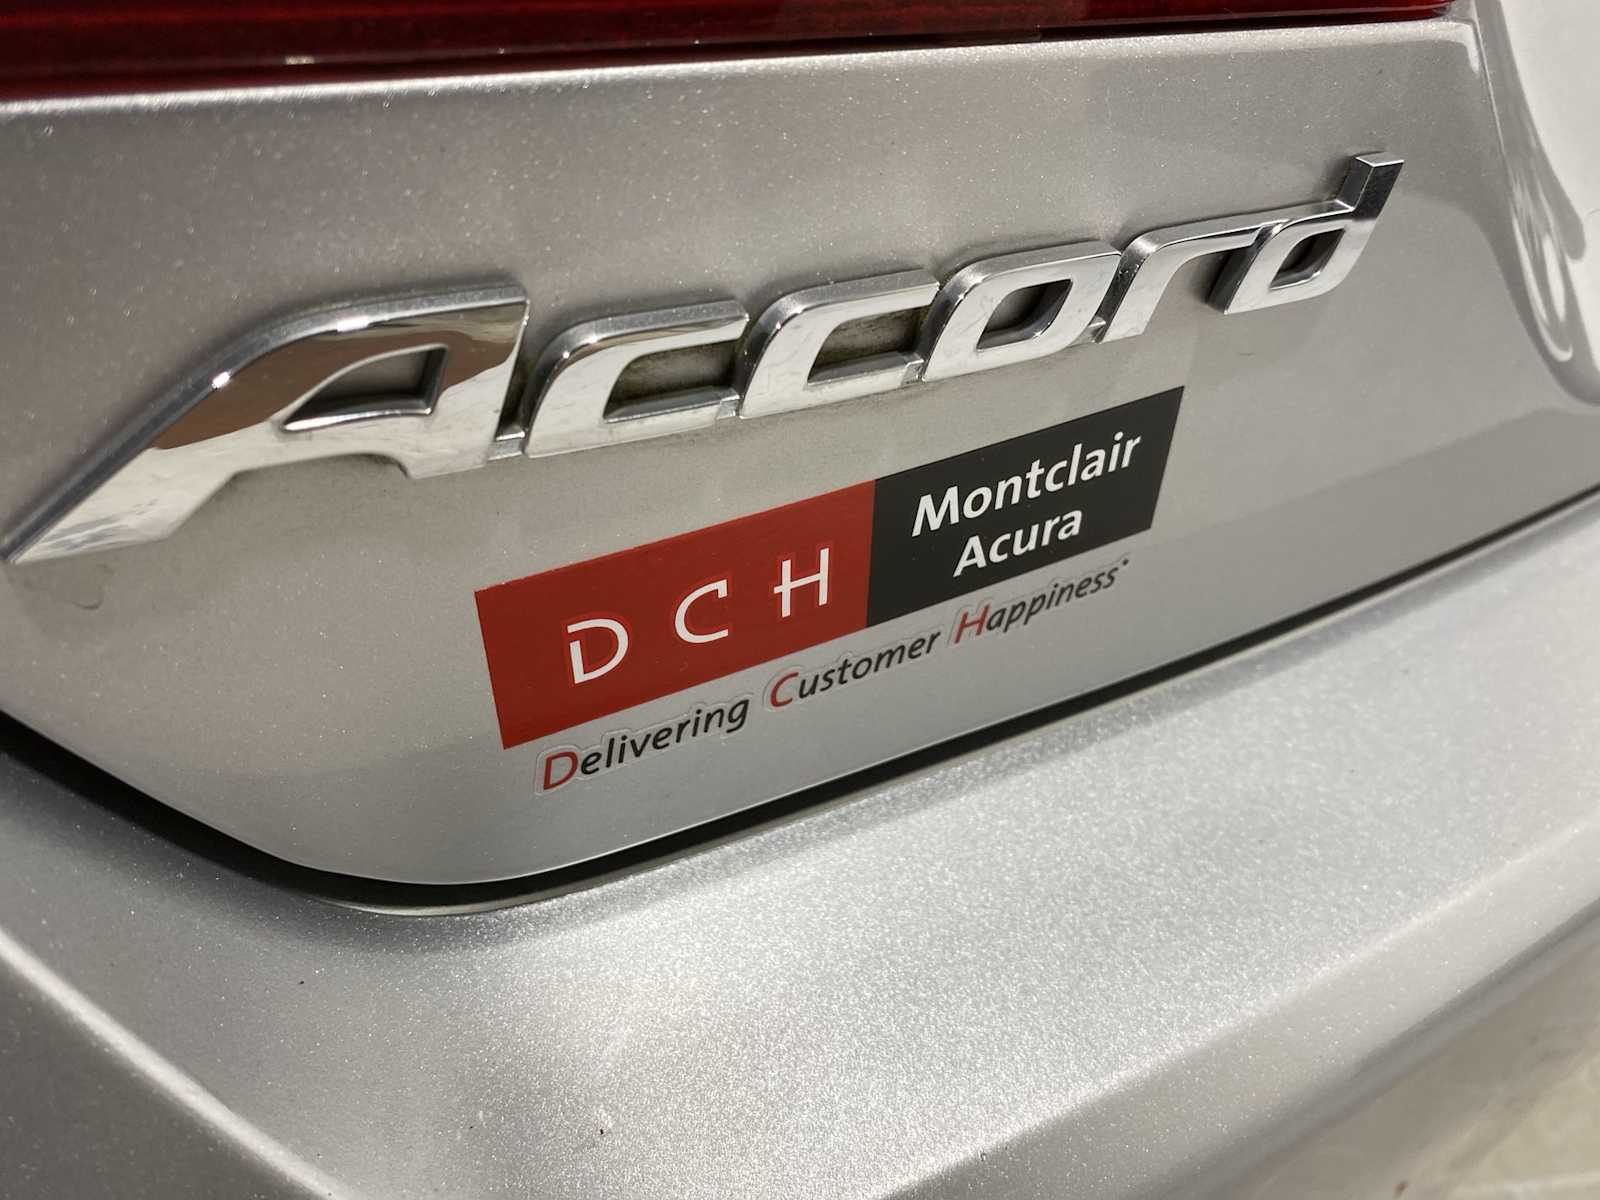 Accord
DCH
Montclair
Acura
Delivering Customer Happiness